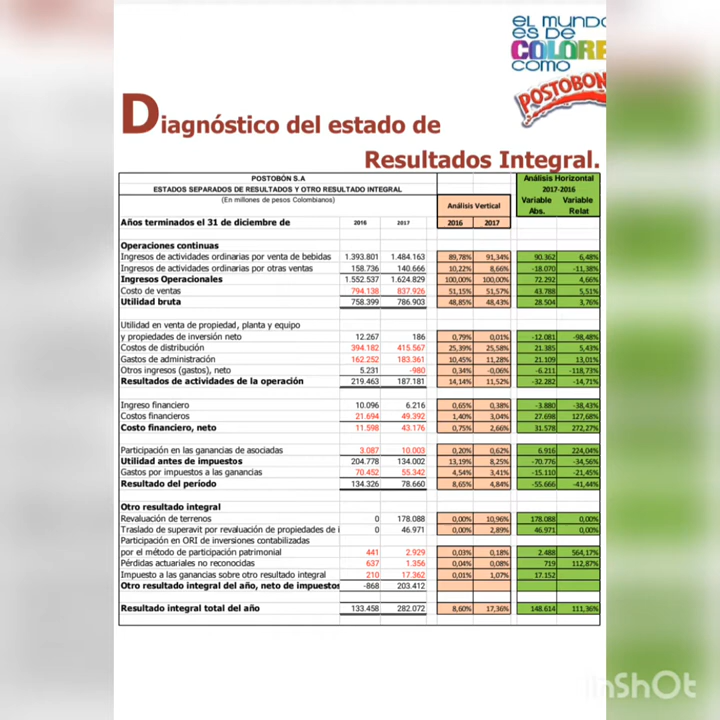 EL MUNDO
ES DE
COLORE
COMO
POSTOBON
Diagnóstico del estado de
Resultados Integral.
POSTOBÓN S.A
ESTADOS SEPARADOS DE RESULTADOS Y OTRO RESULTADO INTEGRAL
(En millones de pesos Colombianos)
Análisis Vertical
Análisis Horizontal
2017-2016
Variable Variable
Abs. Relat
Años terminados el 31 de diciembre de 2016 2017 2016 2017
Operaciones continuas
Ingresos de actividades ordinarias por venta de bebidas 1.393.801 1.484.163 89,78% 91,34% 90.362 6,48%
Ingresos de actividades ordinarias por otras ventas 158.736 140.666 10,22% 8,66% -18.070 -11,38%
Ingresos Operacionales 1.552.537 1.624.829 100,00% 100,00% 72.292 4,66%
Costo de ventas 794.138 837.926 51,15% 51,57% 43.788 5,51%
Utilidad bruta 758.399 786.903 48,85% 48,43% 28.504 3,76%
Utilidad en venta de propiedad, planta y equipo
y propiedades de inversión neto 12.267 186 0,79% 0,01% -12.081 -98,48%
Costos de distribución 394.182 415.567 25,39% 25,58% 21.385 5,43%
Gastos de administración 162.252 183.361 10,45% 11,28% 21.109 13,01%
Otros ingresos (gastos), neto 5.231 -980 0,34% -0,06% -6.211 -118,73%
Resultados de actividades de la operación 219.463 187.181 14,14% 11,52% -32.282 -14,71%
Ingreso financiero 10.096 6.216 0,65% 0,38% -3.880 -38,43%
Costos financieros 21.694 49.392 1,40% 3,04% 27.698 127,68%
Costo financiero, neto 11.598 43.176 0,75% 2,66% 31.578 272,27%
Participación en las ganancias de asociadas 3.087 10.003 0,20% 0,62% 6.916 224,04%
Utilidad antes de impuestos 204.778 134.002 13,19% 8,25% -70.776 -34,56%
Gastos por impuestos a las ganancias 70.452 55.342 4,54% 3,41% -15.110 -21,45%
Resultado del período 134.326 78.660 8,65% 4,84% -55.666 -41,44%
Otro resultado integral
Revaluación de terrenos 0 178.088 0,00% 10,96% 178.088 0,00%
Traslado de superavit por revaluación de propiedades de i 0 46.971 0,00% 2,89% 46.971 0,00%
Participación en ORI de inversiones contabilizadas
por el método de participación patrimonial 441 2.929 0,03% 0,18% 2.488 564,17%
Pérdidas actuariales no reconocidas 637 1.356 0,04% 0,08% 719 112,87%
Impuesto a las ganancias sobre otro resultado integral 210 17.362 0,01% 1,07% 17.152
Otro resultado integral del año, neto de impuestos -868 203.412
Resultado integral total del año 133.458 282.072 8,60% 17,36% 148.614 111,36%
InShOt